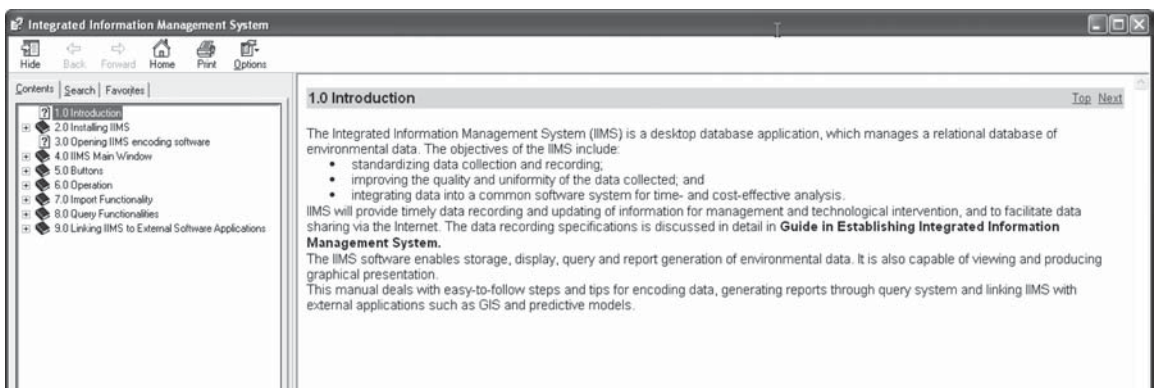 Integrated Information Management System
Hide Back Forward Home Print Options
Contents Search Favorites
1.0 Introduction
2.0 Installing IIMS
3.0 Opening IIMS encoding software
4.0 IIMS Main Window
5.0 Buttons
6.0 Operation
7.0 Import Functionality
8.0 Query Functionalities
9.0 Linking IIMS to External Software Applications
1.0 Introduction Top Next
The Integrated Information Management System (IIMS) is a desktop database application, which manages a relational database of
environmental data. The objectives of the IIMS include:
• standardizing data collection and recording;
• improving the quality and uniformity of the data collected; and
• integrating data into a common software system for time- and cost-effective analysis.
IIMS will provide timely data recording and updating of information for management and technological intervention, and to facilitate data
sharing via the Internet. The data recording specifications is discussed in detail in Guide in Establishing Integrated Information
Management System.
The IIMS software enables storage, display, query and report generation of environmental data. It is also capable of viewing and producing
graphical presentation.
This manual deals with easy-to-follow steps and tips for encoding data, generating reports through query system and linking IIMS with
external applications such as GIS and predictive models.